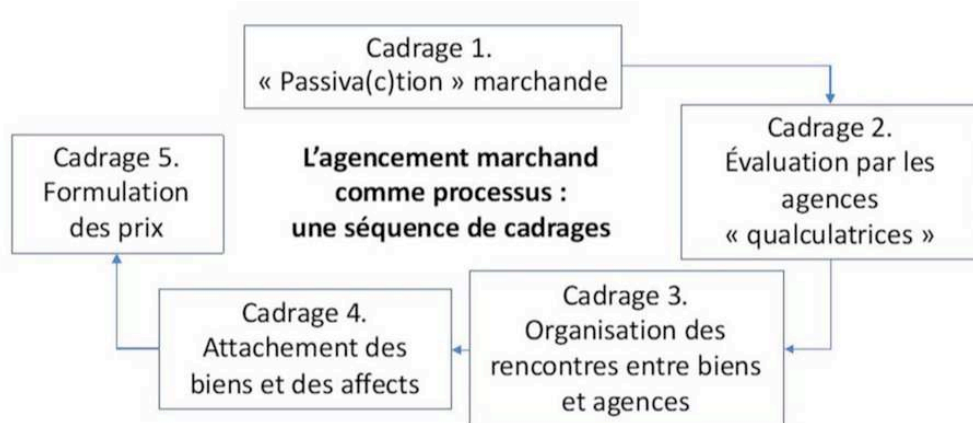 Cadrage 1.
« Passiva(c)tion » marchande
Cadrage 2.
Évaluation par les
agences
« qualculatrices »
Cadrage 3.
Organisation des
rencontres entre biens
et agences
Cadrage 4.
Attachement des
biens et des affects
Cadrage 5.
Formulation
des prix
L’agencement marchand
comme processus :
une séquence de cadrages